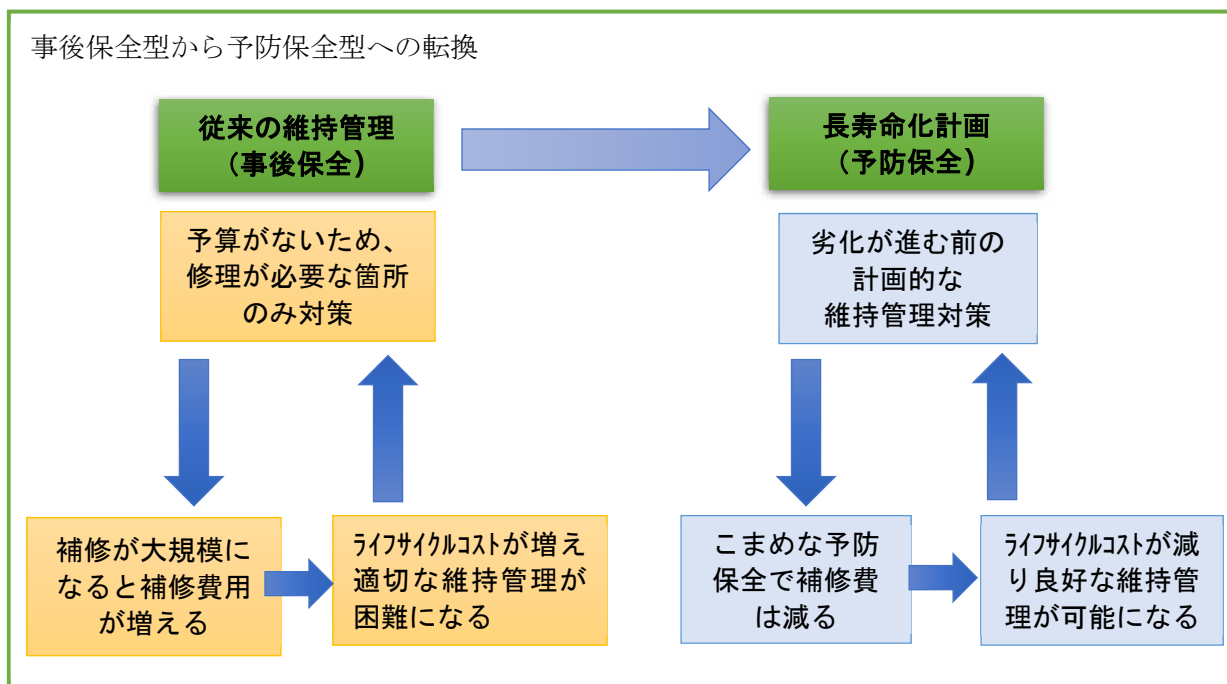 事後保全型から予防保全型への転換
従来の維持管理
（事後保全）
長寿命化計画
（予防保全）
予算がないため、
修理が必要な箇所
のみ対策
劣化が進む前の
計画的な
維持管理対策
補修が大規模に
なると補修費用
が増える
ﾗｲﾌｻｲｸﾙｺｽﾄが増え
適切な維持管理が
困難になる
こまめな予防
保全で補修費
は減る
ﾗｲﾌｻｲｸﾙｺｽﾄが減
り良好な維持管
理が可能になる